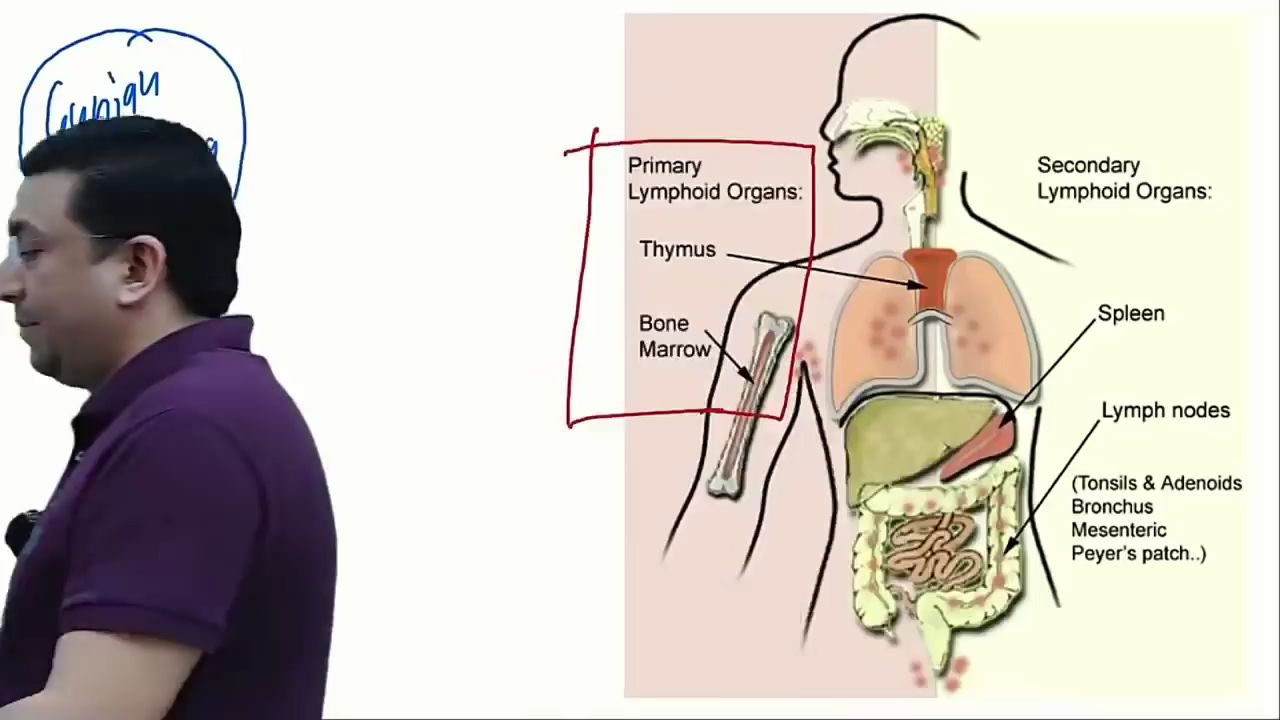 Primary
Lymphoid Organs:
Thymus
Bone
Marrow
Secondary
Lymphoid Organs:
Spleen
Lymph nodes
(Tonsils & Adenoids
Bronchus
Mesenteric
Peyer's patch..)